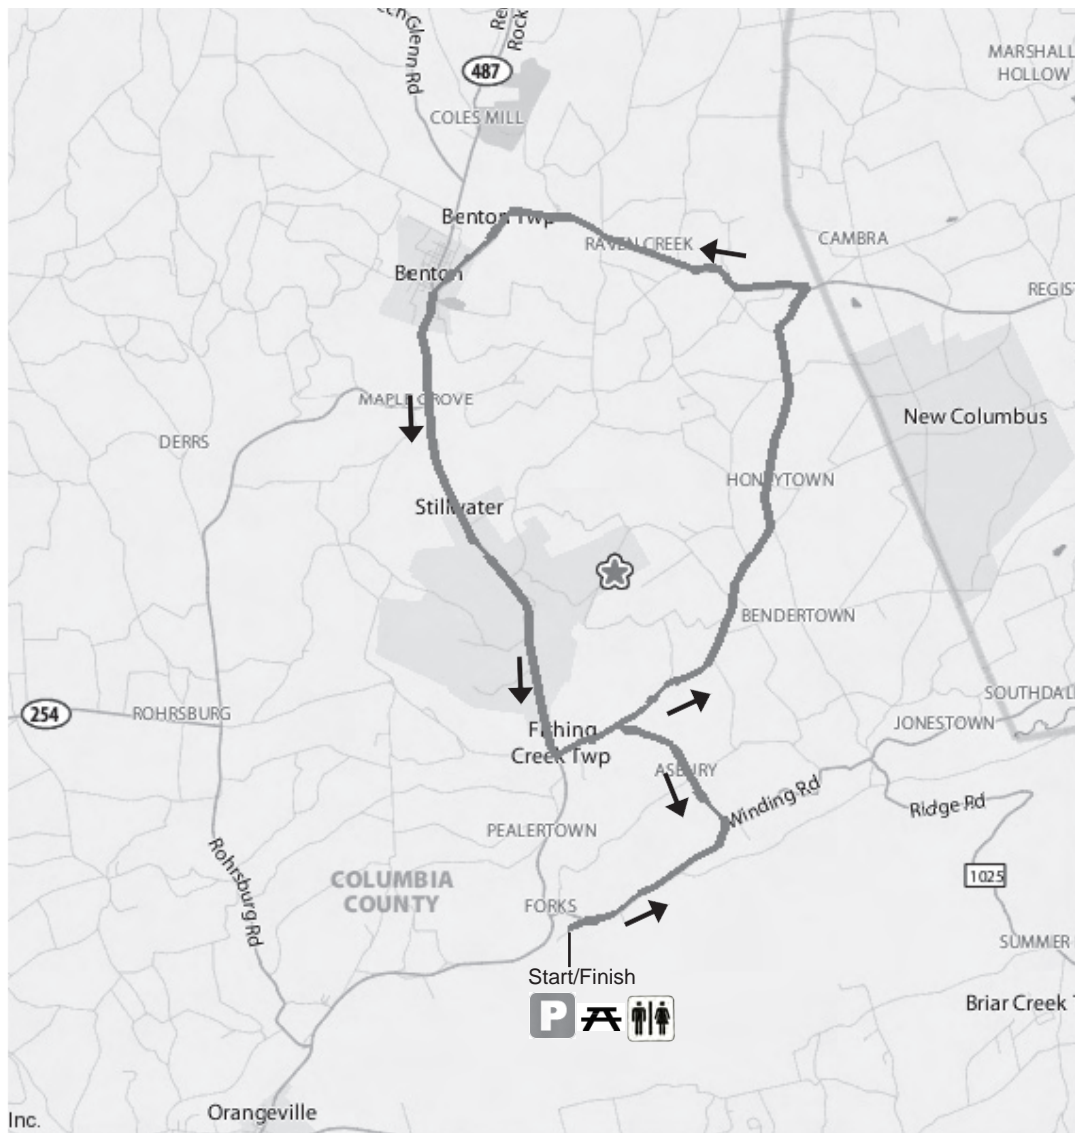 Glenn Rd
Rock
487
MARSHALL
HOLLOW
COLES MILL
Benton Twp
RAVEN CREEK
CAMBRA
Benton
REGIST
MAPLE GROVE
New Columbus
DERRS
HONEYTOWN
Stillwater
BENDERTOWN
SOUTHDAL
254
ROHRSBURG
JONESTOWN
Fishing
Creek Twp
ASBURY
Winding Rd
Ridge Rd
PEALERTOWN
Rohrsburg Rd
COLUMBIA
COUNTY
1025
FORKS
SUMMER
Start/Finish
Briar Creek T
P
Orangeville
Inc.